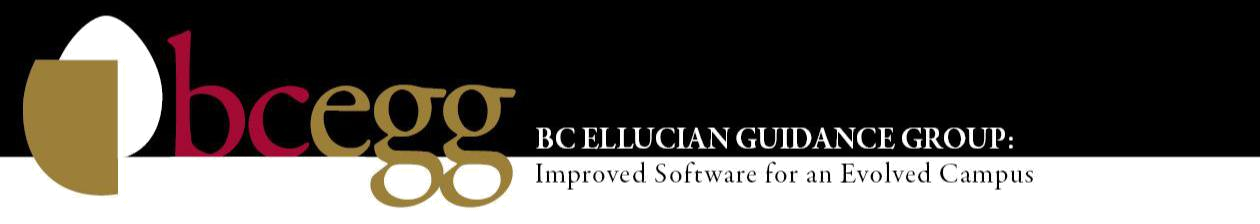 bcegg
BC ELLUCIAN GUIDANCE GROUP:
Improved Software for an Evolved Campus